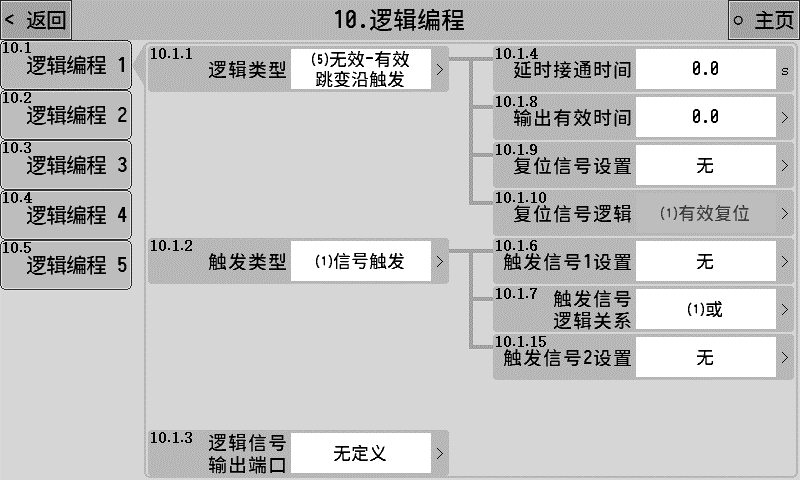 < 返回
10.逻辑编程
○ 主页
10.1
逻辑编程 1
10.2
逻辑编程 2
10.3
逻辑编程 3
10.4
逻辑编程 4
10.5
逻辑编程 5
10.1.1
逻辑类型
(5)无效-有效
跳变沿触发
>
10.1.4
延时接通时间
0.0
s
10.1.8
输出有效时间
0.0
>
10.1.9
复位信号设置
无
>
10.1.10
复位信号逻辑
(1)有效复位
>
10.1.2
触发类型
(1)信号触发
>
10.1.6
触发信号1设置
无
>
10.1.7
触发信号
逻辑关系
(1)或
>
10.1.15
触发信号2设置
无
>
10.1.3
逻辑信号
输出端口
无定义
>